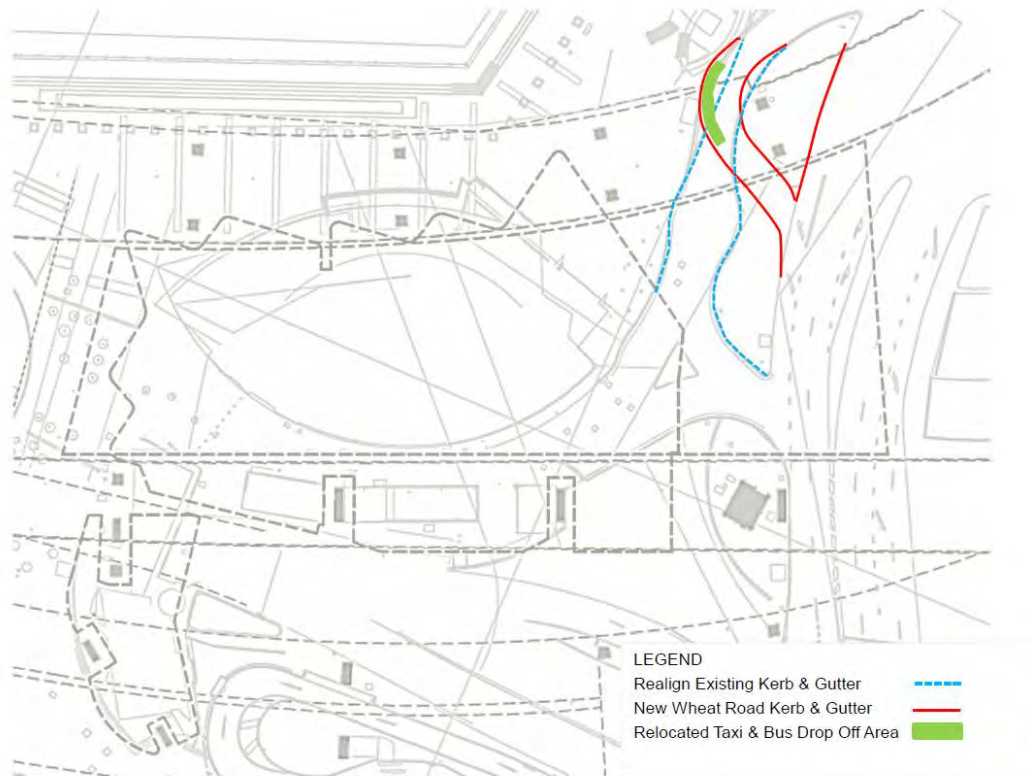 LEGEND
Realign Existing Kerb & Gutter
New Wheat Road Kerb & Gutter
Relocated Taxi & Bus Drop Off Area